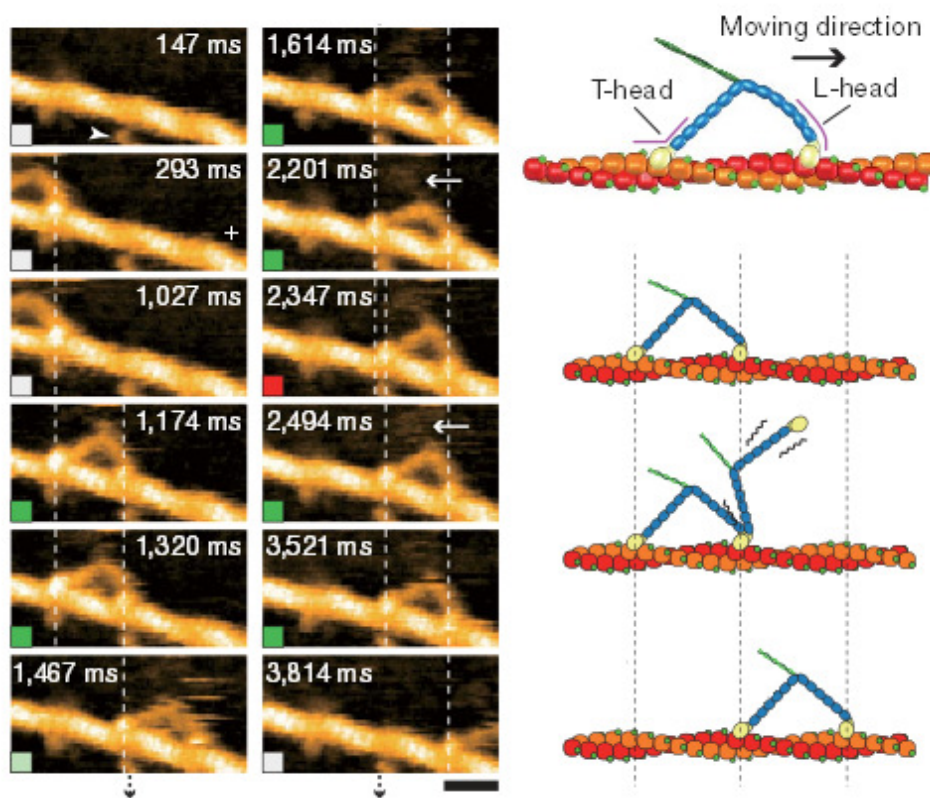 147 ms
293 ms
+
1,027 ms
1,174 ms
1,320 ms
1,467 ms
1,614 ms
2,201 ms
2,347 ms
2,494 ms
3,521 ms
3,814 ms
Moving direction
T-head
L-head